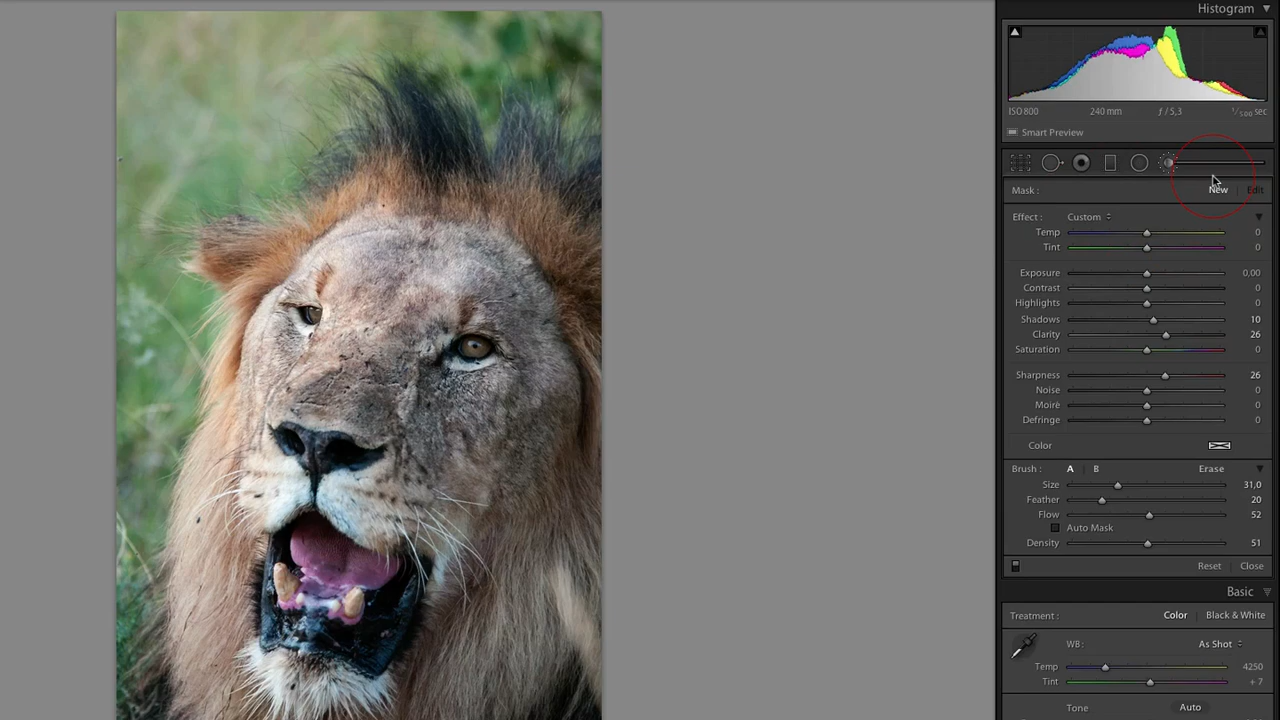 Histogram
ISO 800 240 mm ƒ / 5,3 1/500 sec
Smart Preview
Mask : New Edit
Effect : Custom
Temp 0
Tint 0
Exposure 0,00
Contrast 0
Highlights 0
Shadows 10
Clarity 26
Saturation 0
Sharpness 26
Noise 0
Moiré 0
Defringe 0
Color
Brush : A B Erase
Size 31,0
Feather 20
Flow 52
Auto Mask
Density 51
Reset Close
Basic
Treatment : Color Black & White
WB : As Shot
Temp 4250
Tint + 7
Tone Auto